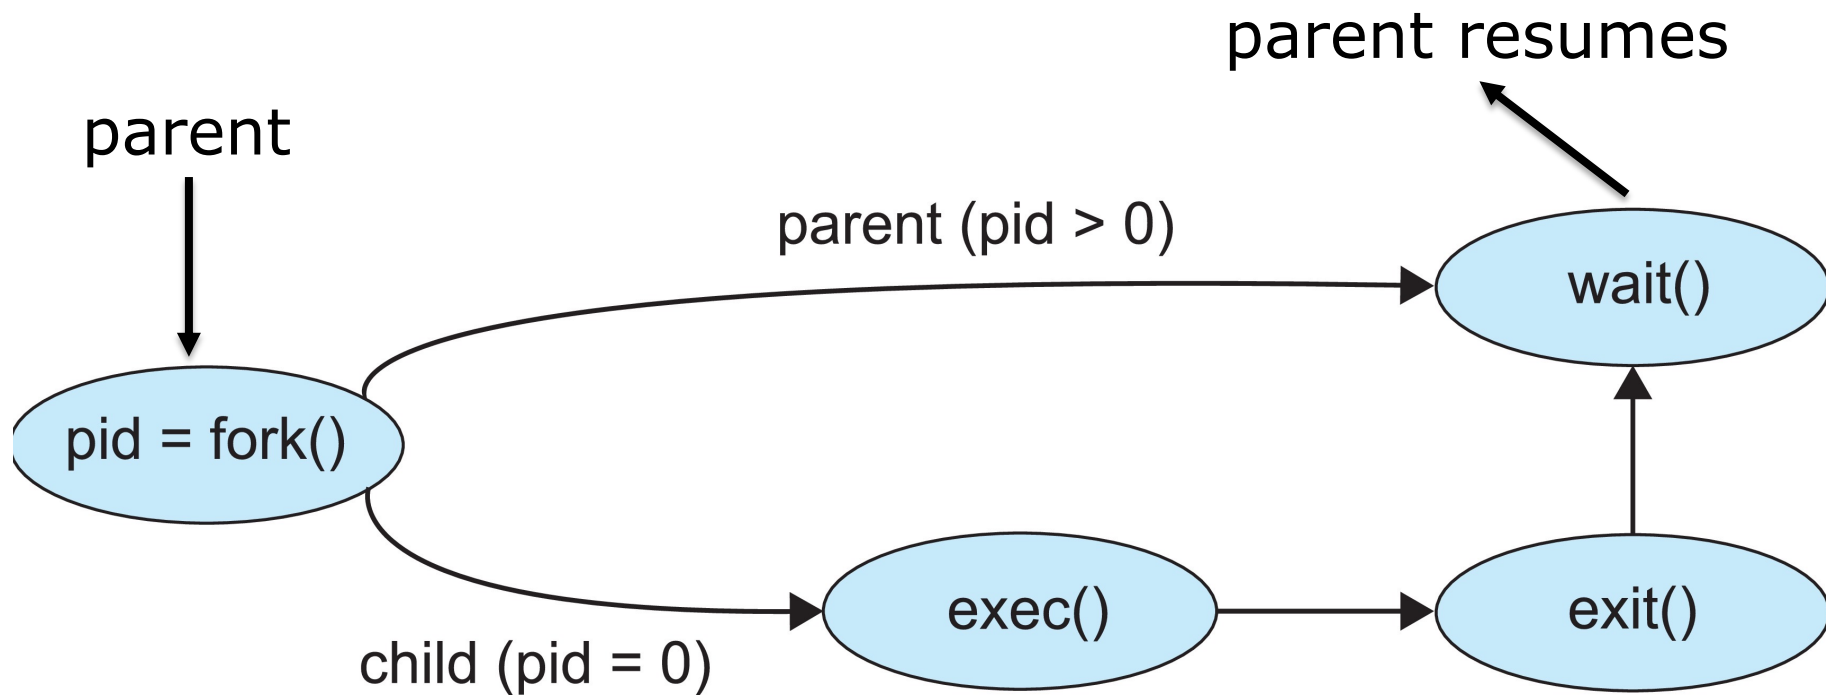 parent resumes
parent
parent (pid > 0)
wait()
pid = fork()
exec()
exit()
child (pid = 0)